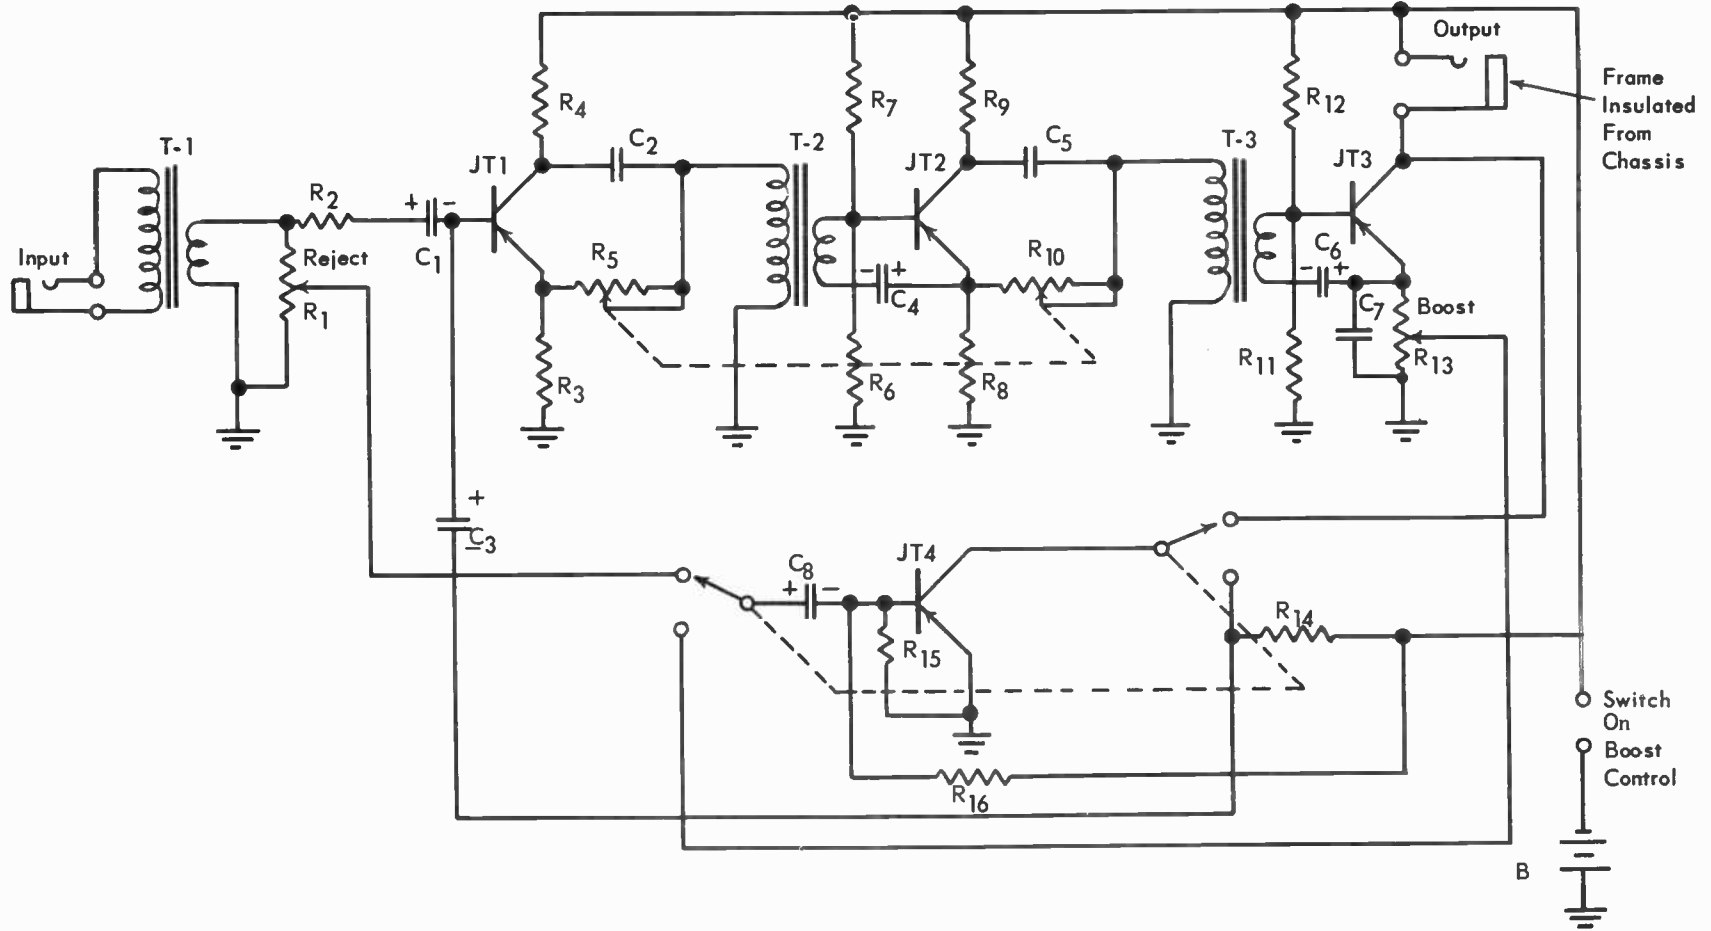 Output
Frame
Insulated
From
Chassis
R4
R7
R9
R12
T-1
JT1
C2
T-2
JT2
C5
T-3
JT3
R2
+ -
C1
Input
Reject
R1
R5
R10
- +
C4
C6
- +
C7
Boost
R13
R3
R6
R8
R11
+
-
C3
JT4
C8
+ -
R14
R15
R16
Switch
On
Boost
Control
B